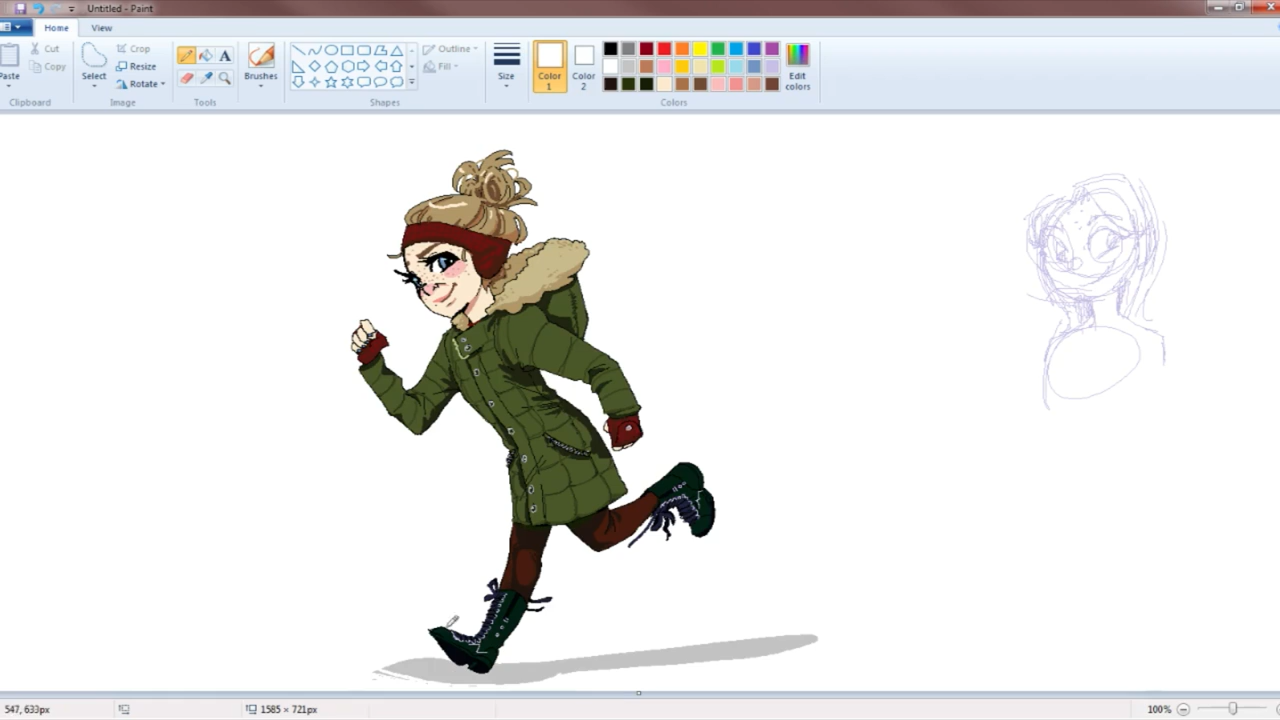 Untitled - Paint
Home View
Cut
Copy
Paste
Clipboard
Select
Crop
Resize
Rotate
Image
A
Tools
Brushes
Outline
Fill
Shapes
Size
Color 1
Color 2
Edit colors
Colors
547, 633px
1585 × 721px
100%